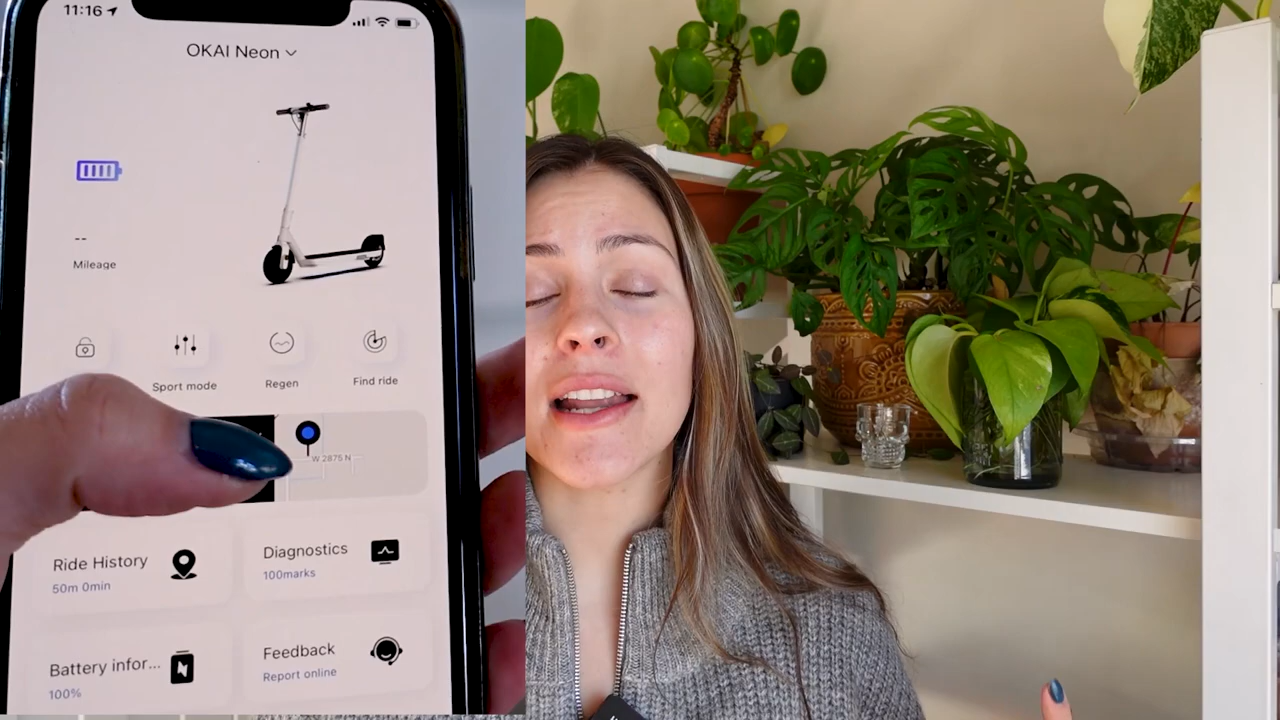 11:16
OKAI Neon
--
Mileage
Sport mode
Regen
Find ride
W 2875 N
Ride History
50m 0min
Diagnostics
100marks
Battery infor...
100%
Feedback
Report online